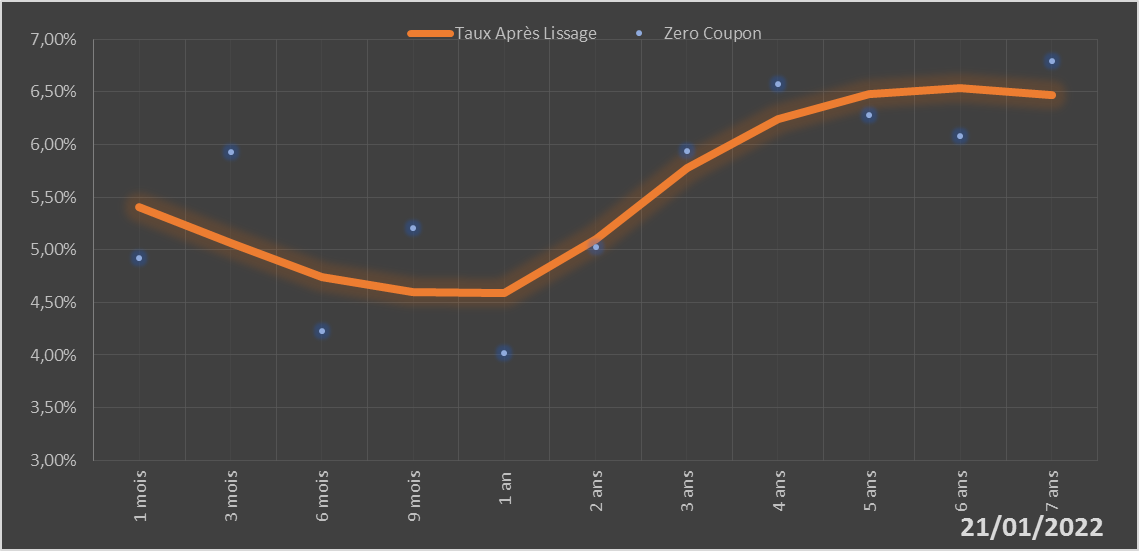 Taux Après Lissage
Zero Coupon
7,00%
6,50%
6,00%
5,50%
5,00%
4,50%
4,00%
3,50%
3,00%
1 mois
3 mois
6 mois
9 mois
1 an
2 ans
3 ans
4 ans
5 ans
6 ans
7 ans
21/01/2022